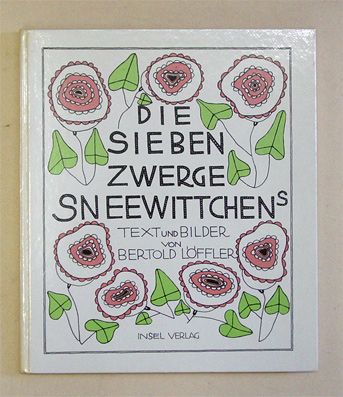 DIE
SIEBEN
ZWERGE
SNEEWITTCHENS
TEXT UND BILDER
VON
BERTOLD LÖFFLER
INSEL VERLAG